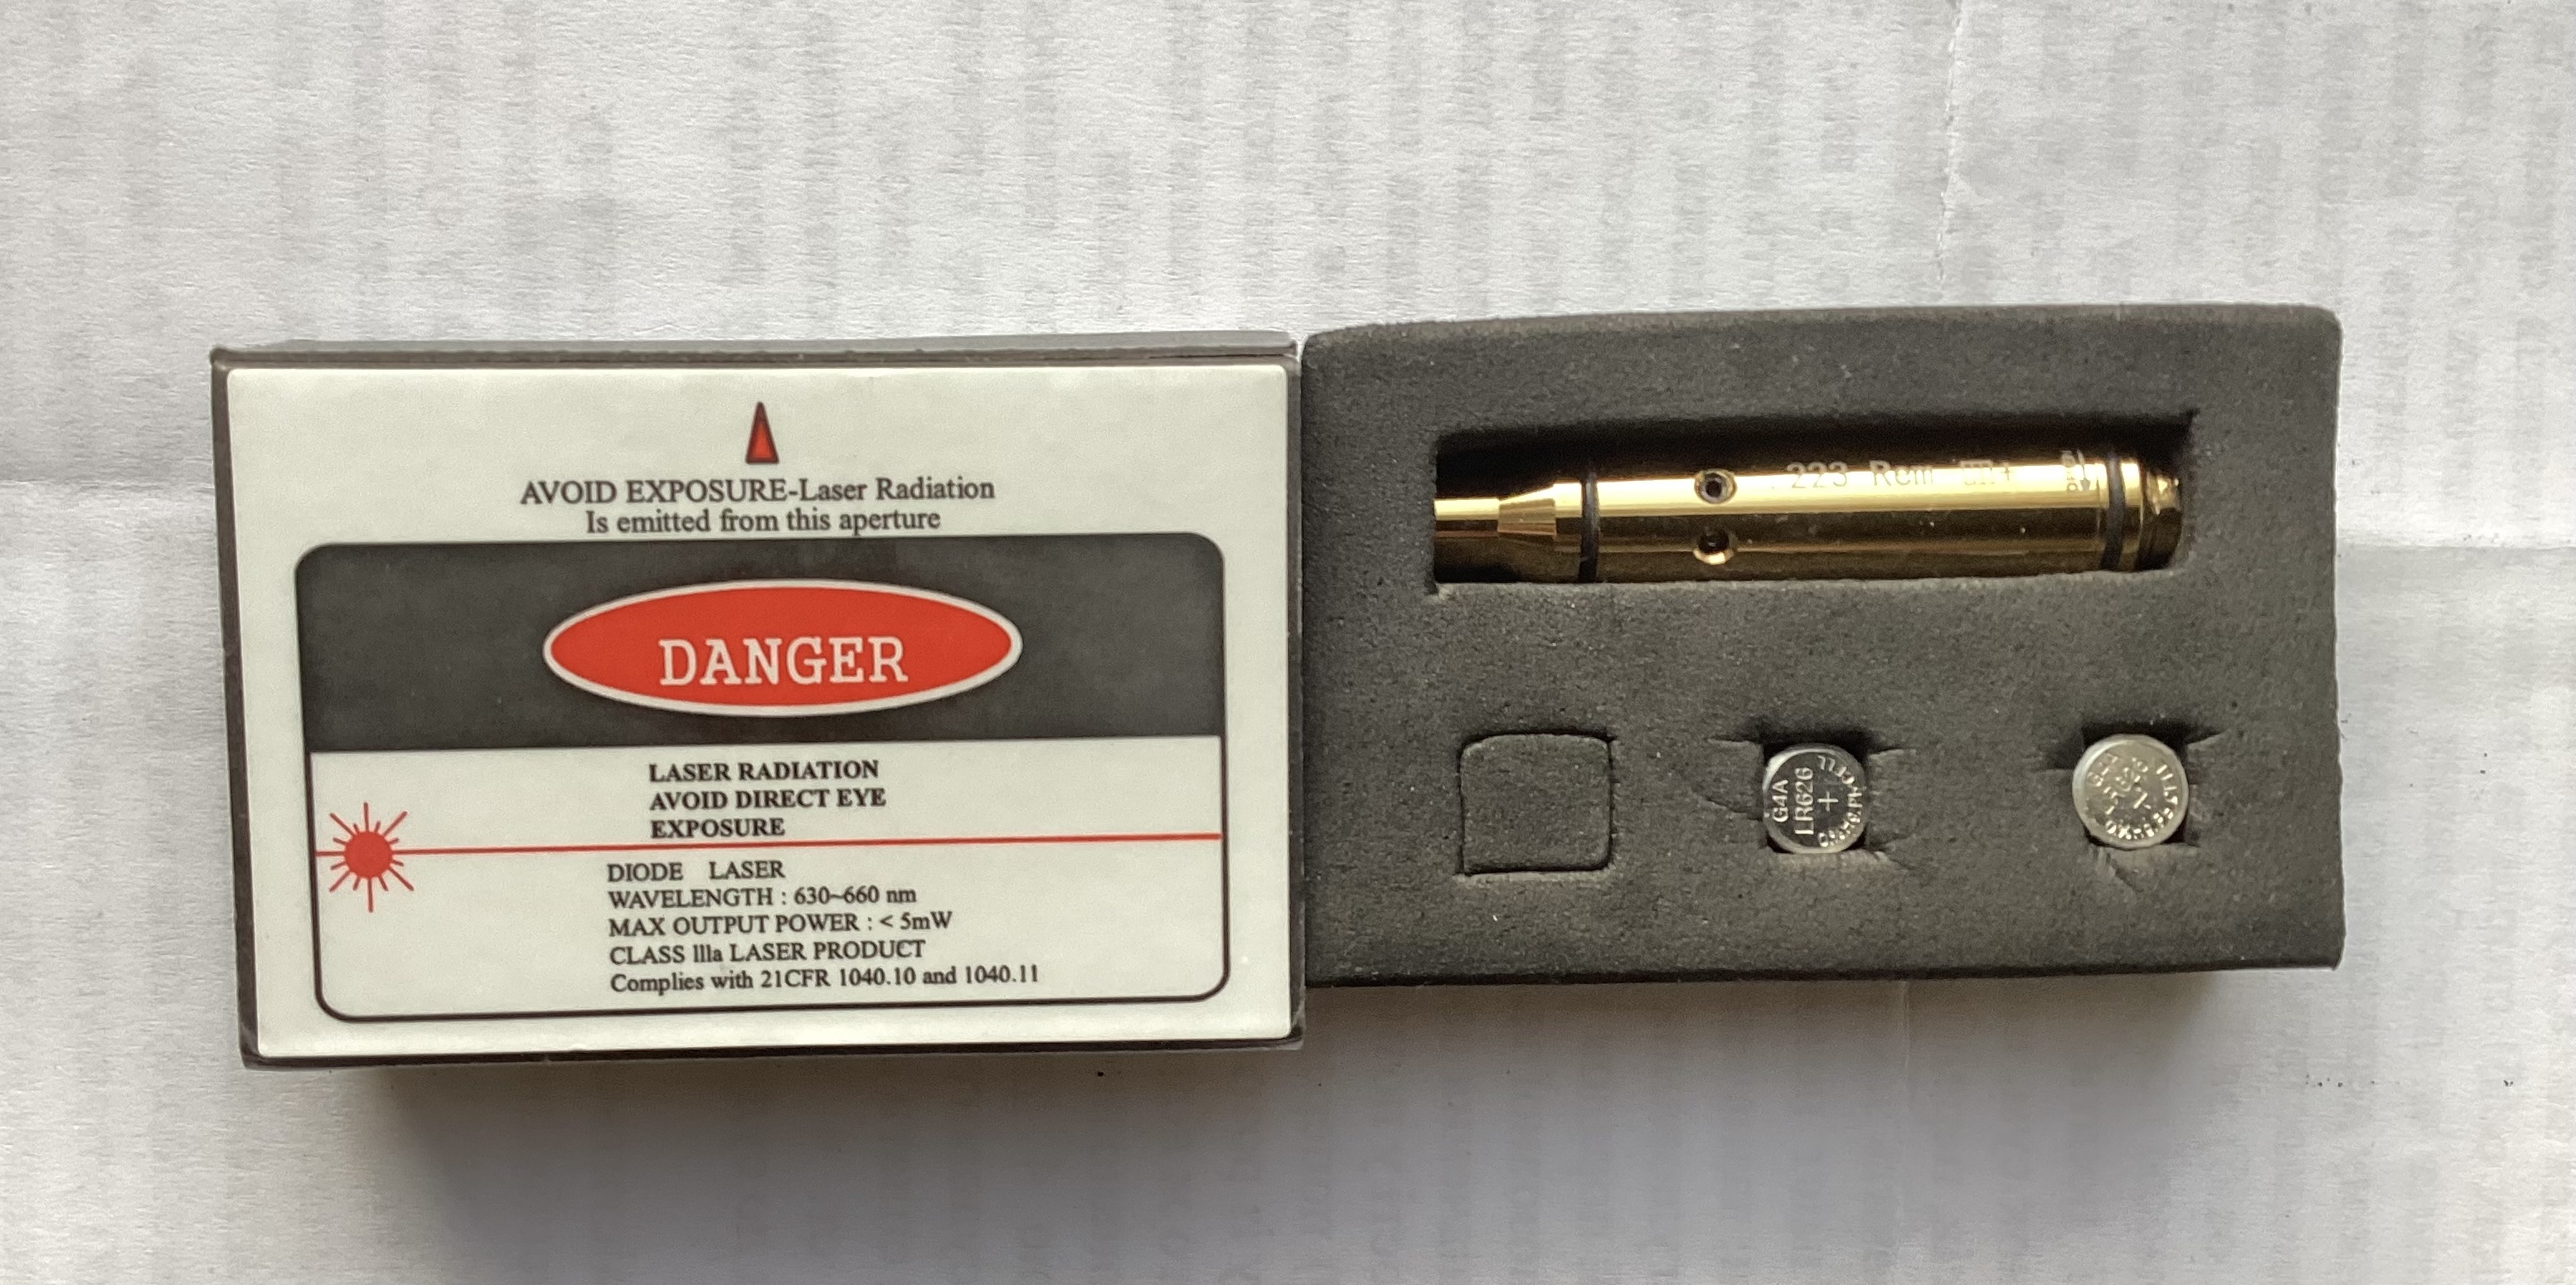 AVOID EXPOSURE-Laser Radiation
Is emitted from this aperture
DANGER
LASER RADIATION
AVOID DIRECT EYE
EXPOSURE
DIODE LASER
WAVELENGTH : 630~660 nm
MAX OUTPUT POWER : < 5mW
CLASS llla LASER PRODUCT
Complies with 21CFR 1040.10 and 1040.11
.223 Rem
G4A
LR626
+